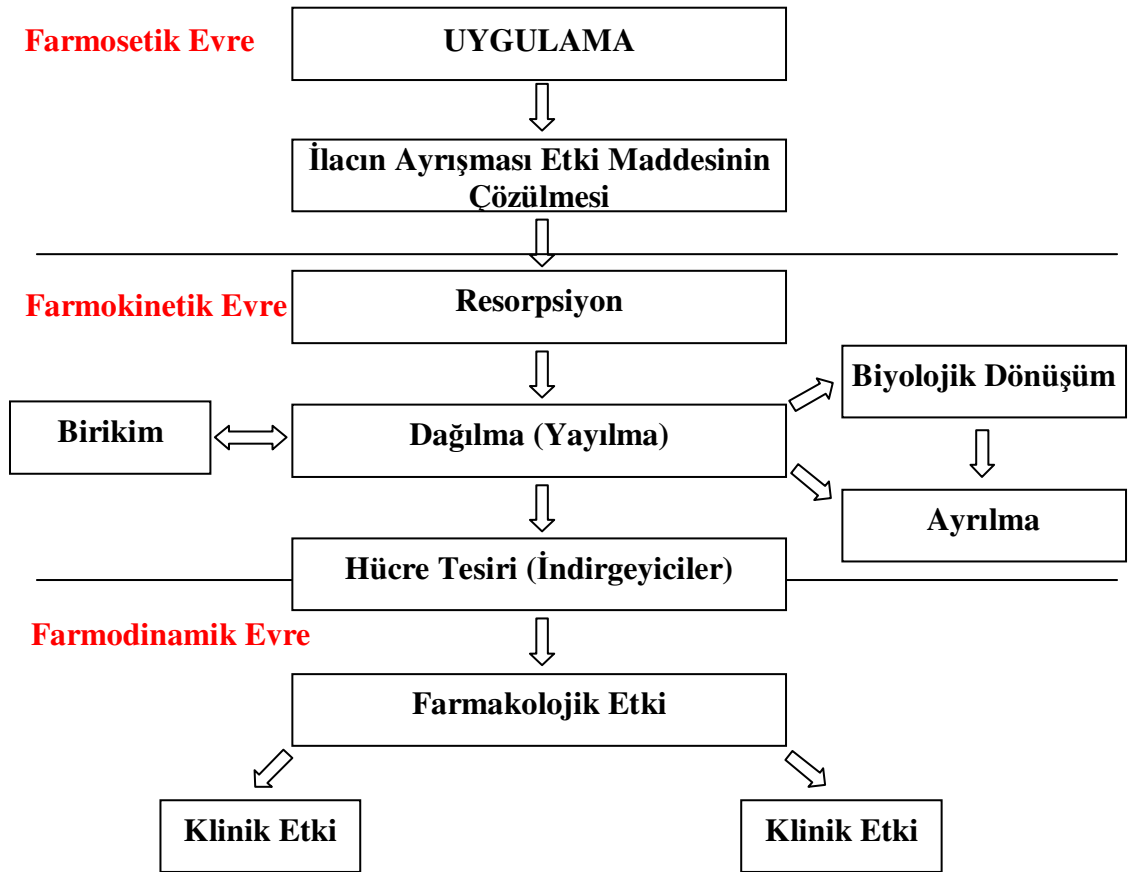 Farmosetik Evre
UYGULAMA
İlacın Ayrışması Etki Maddesinin
Çözülmesi
Farmokinetik Evre
Resorpsiyon
Biyolojik Dönüşüm
Birikim
Dağılma (Yayılma)
Ayrılma
Hücre Tesiri (İndirgeyiciler)
Farmodinamik Evre
Farmakolojik Etki
Klinik Etki
Klinik Etki